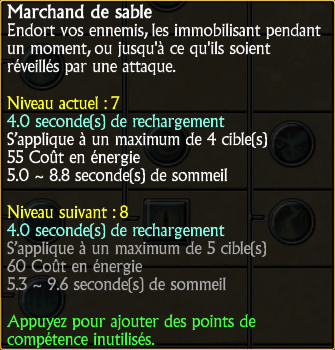 Marchand de sable
Endort vos ennemis, les immobilisant pendant
un moment, ou jusqu'à ce qu'ils soient
réveillés par une attaque.
Niveau actuel : 7
4.0 seconde(s) de rechargement
S'applique à un maximum de 4 cible(s)
55 Coût en énergie
5.0 ~ 8.8 seconde(s) de sommeil
Niveau suivant : 8
4.0 seconde(s) de rechargement
S'applique à un maximum de 5 cible(s)
60 Coût en énergie
5.3 ~ 9.6 seconde(s) de sommeil
Appuyez pour ajouter des points de
compétence inutilisés.